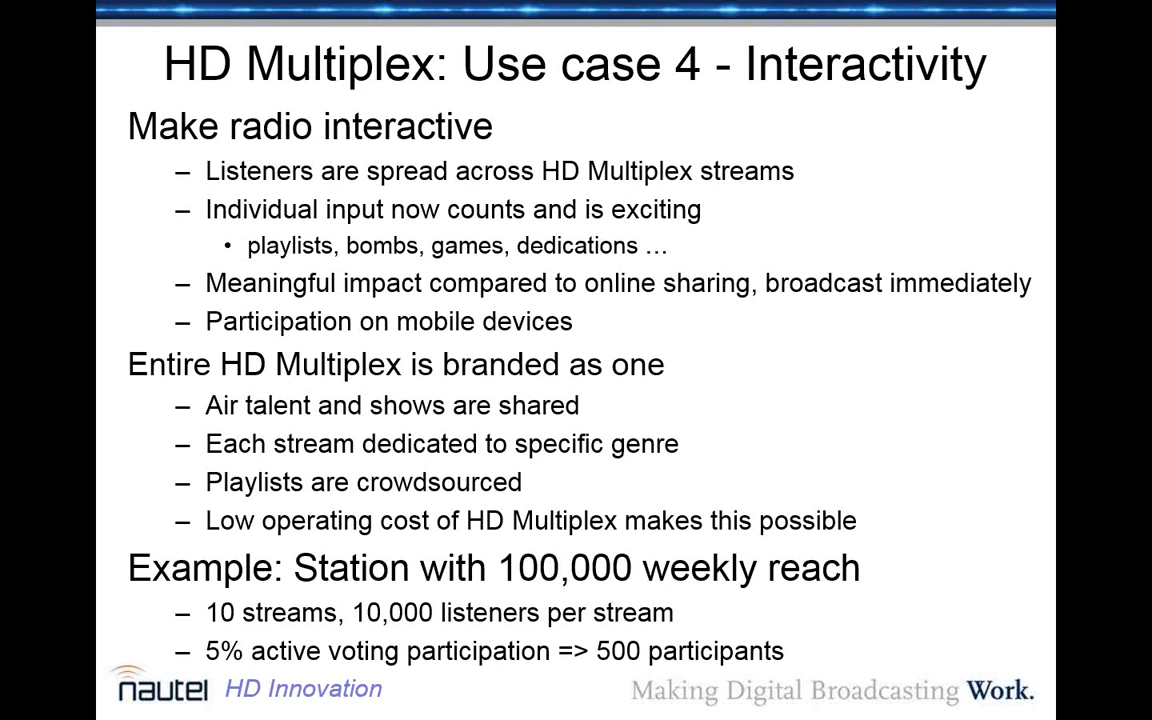 HD Multiplex: Use case 4 - Interactivity
Make radio interactive
– Listeners are spread across HD Multiplex streams
– Individual input now counts and is exciting
• playlists, bombs, games, dedications …
– Meaningful impact compared to online sharing, broadcast immediately
– Participation on mobile devices
Entire HD Multiplex is branded as one
– Air talent and shows are shared
– Each stream dedicated to specific genre
– Playlists are crowdsourced
– Low operating cost of HD Multiplex makes this possible
Example: Station with 100,000 weekly reach
– 10 streams, 10,000 listeners per stream
– 5% active voting participation => 500 participants
nautel HD Innovation Making Digital Broadcasting Work.